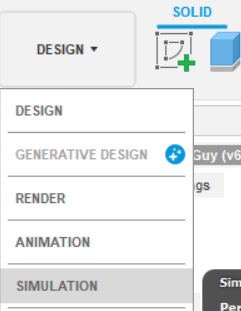 SOLID
DESIGN
DESIGN
GENERATIVE DESIGN
Guy (v6
gs
RENDER
ANIMATION
SIMULATION
Sim
Per